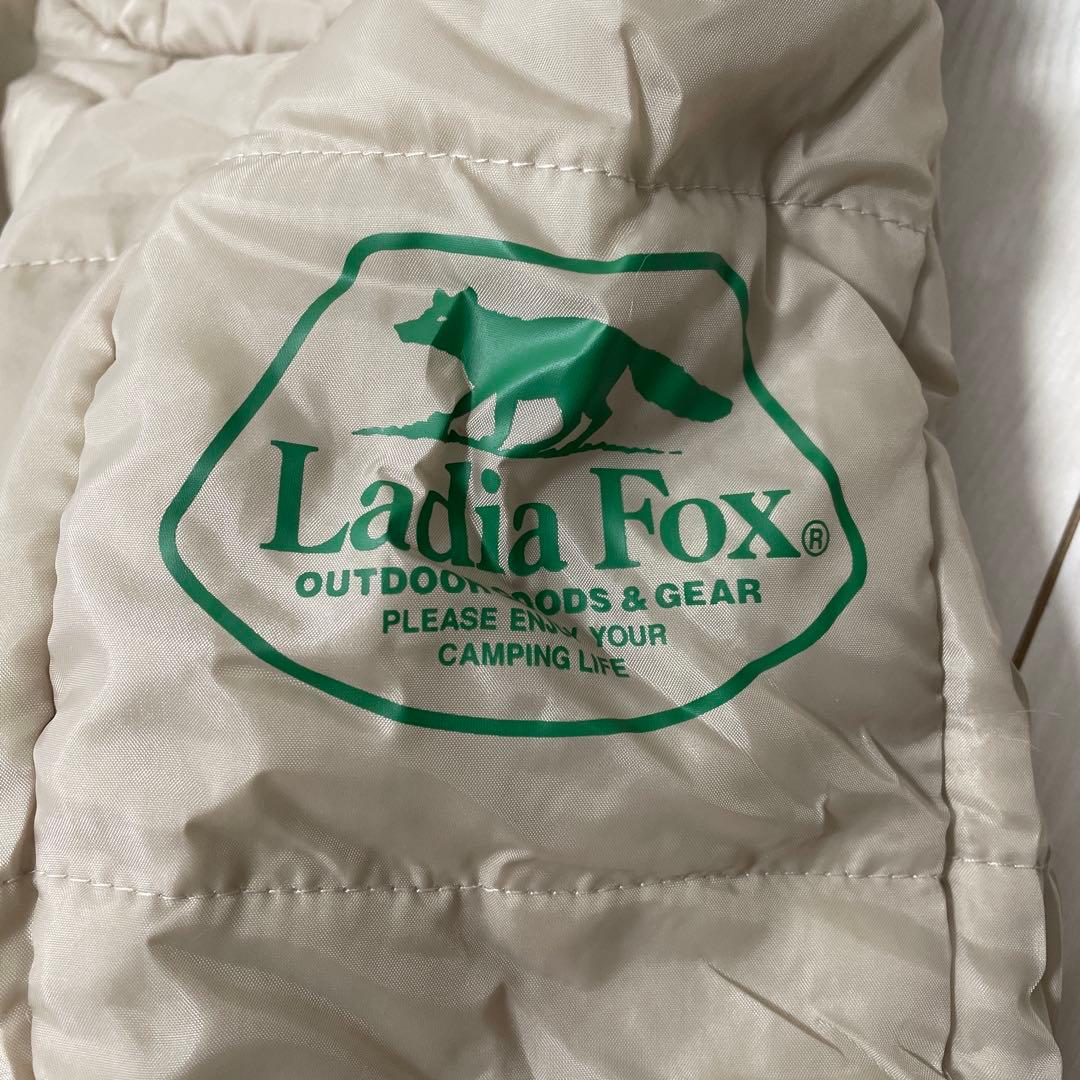 Ladia Fox®
OUTDOOR GOODS & GEAR
PLEASE ENJOY YOUR
CAMPING LIFE